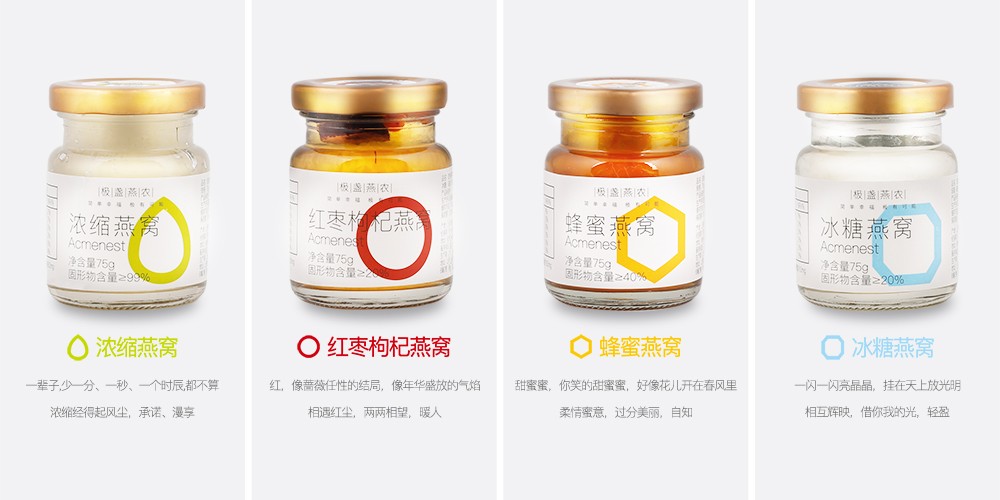 极盏燕农
浓缩燕窝
Acmenest
净含量75g
固形物含量≥99%
浓缩燕窝
一辈子,少一分、一秒、一个时辰,都不算
浓缩经得起风尘，承诺、漫享
极盏燕农
红枣枸杞燕窝
Acmenest
净含量75g
固形物含量≥20%
红枣枸杞燕窝
红，像蔷薇任性的结局，像年华盛放的气焰
相遇红尘，两两相望，暖人
极盏燕农
蜂蜜燕窝
Acmenest
净含量75g
固形物含量≥40%
蜂蜜燕窝
甜蜜蜜，你笑的甜蜜蜜，好像花儿开在春风里
柔情蜜意，过分美丽，自知
极盏燕农
冰糖燕窝
Acmenest
净含量75g
固形物含量≥20%
冰糖燕窝
一闪一闪亮晶晶，挂在天上放光明
相互辉映，借你我的光，轻盈